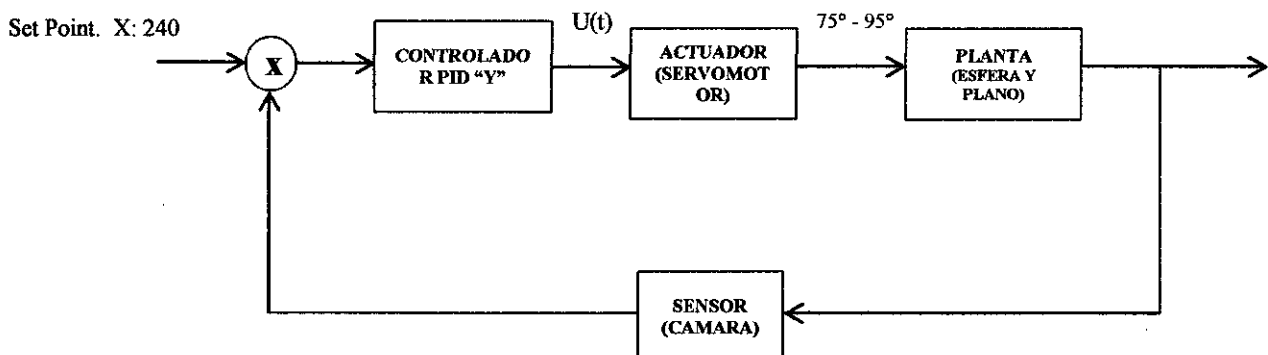 Set Point. X: 240
X
CONTROLADO
R PID “Y”
U(t)
ACTUADOR
(SERVOMOT
OR)
75° - 95°
PLANTA
(ESFERA Y
PLANO)
SENSOR
(CAMARA)